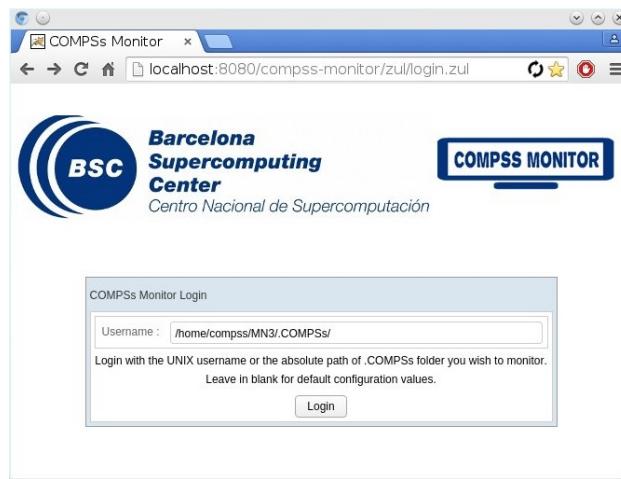 COMPSs Monitor
localhost:8080/compss-monitor/zul/login.zul
BSC
Barcelona
Supercomputing
Center
Centro Nacional de Supercomputación
COMPSS MONITOR
COMPSs Monitor Login
Username :
/home/compss/MN3/.COMPSs/
Login with the UNIX username or the absolute path of .COMPSs folder you wish to monitor.
Leave in blank for default configuration values.
Login